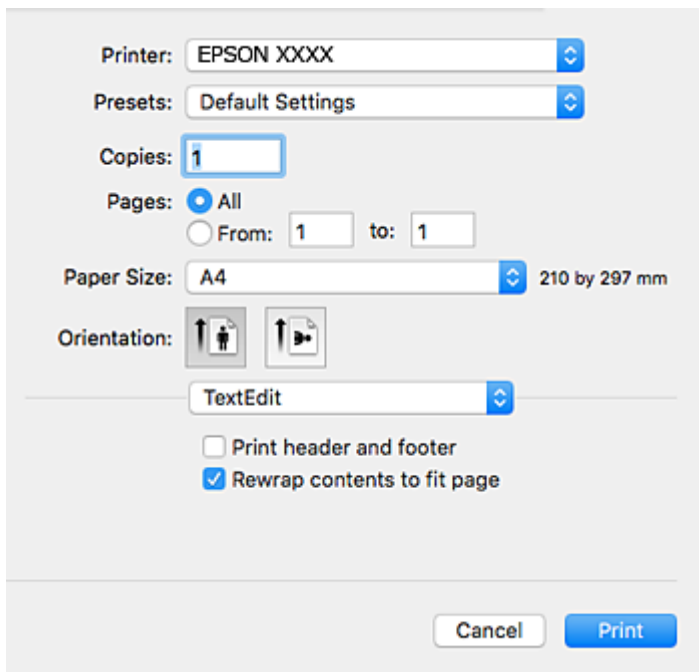 Printer: EPSON XXXX
Presets: Default Settings
Copies: 1
Pages: All
From: 1 to: 1
Paper Size: A4 210 by 297 mm
Orientation:
TextEdit
Print header and footer
Rewrap contents to fit page
Cancel Print